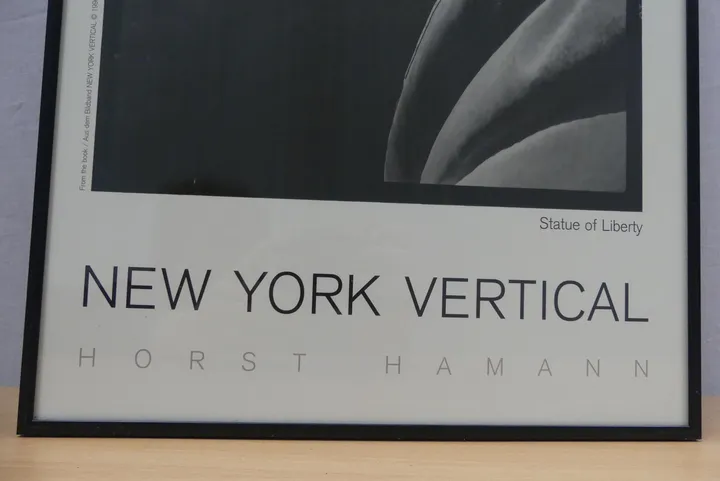 From the book / Aus dem Bildband NEW YORK VERTICAL ©
Statue of Liberty
NEW YORK VERTICAL
HORST HAMANN